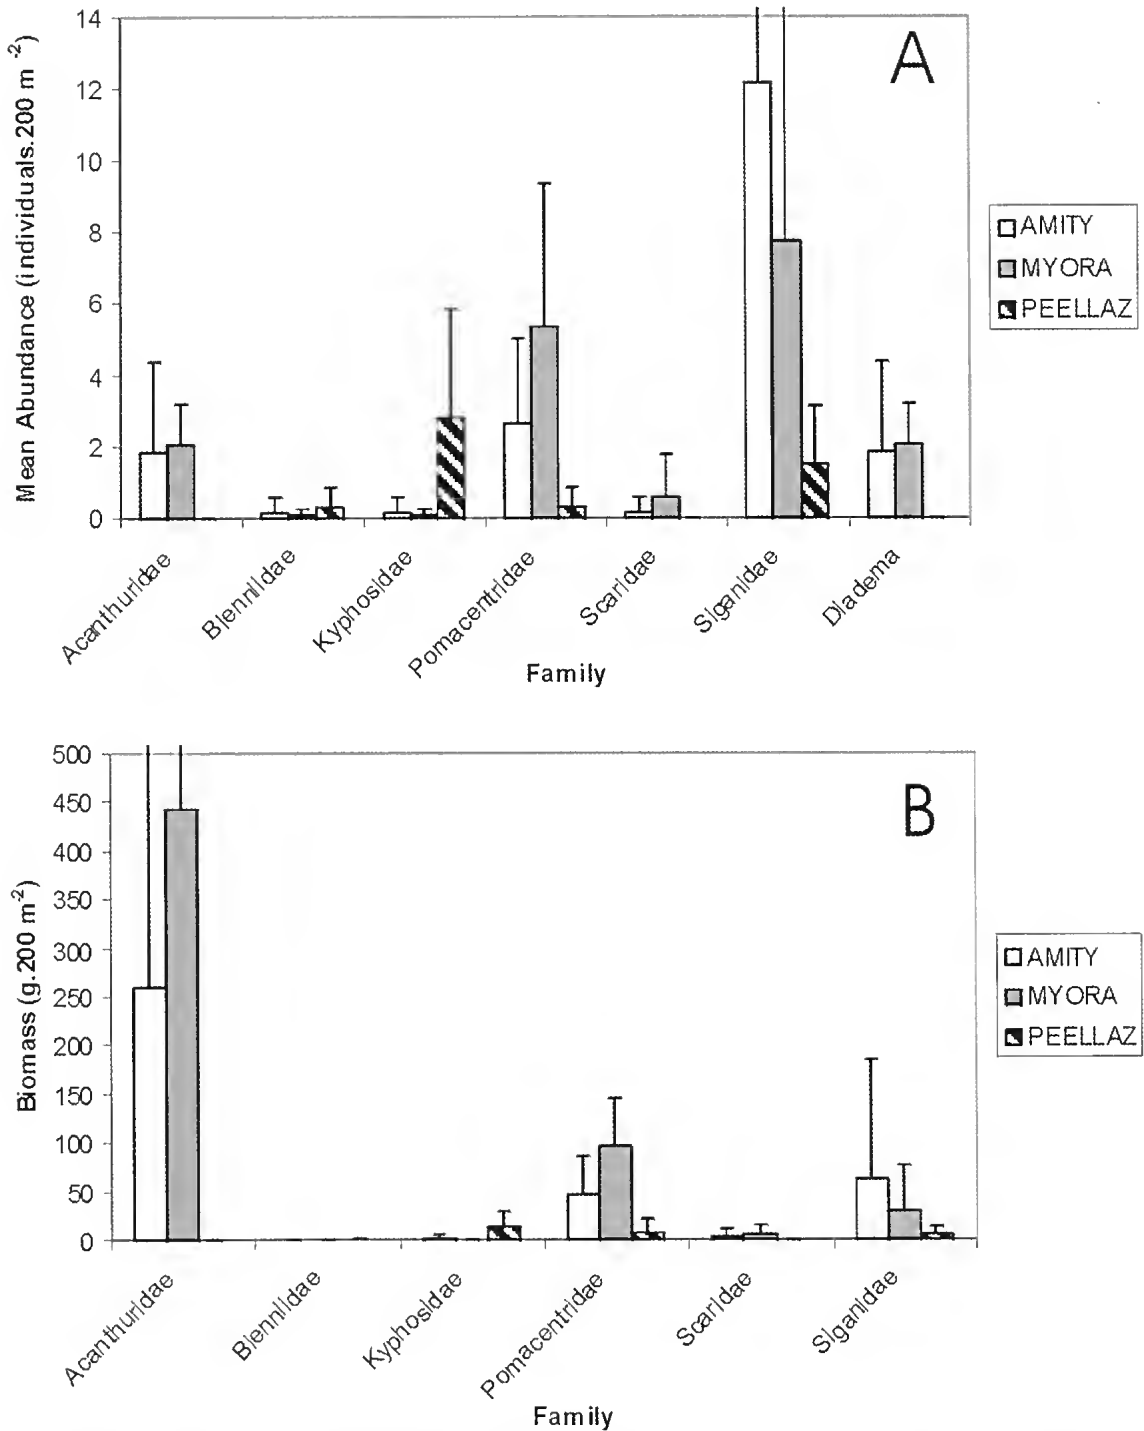 14
A
12
10
8
6
4
2
0
Mean Abundance (individuals.200 m⁻²)
AMITY
MYORA
PEELLAZ
Acanthuridae
Blenniidae
Kyphosidae
Pomacentridae
Scaridae
Siganidae
Diadema
Family
500
B
450
400
350
300
250
200
150
100
50
0
Biomass (g.200 m⁻²)
AMITY
MYORA
PEELLAZ
Acanthuridae
Blenniidae
Kyphosidae
Pomacentridae
Scaridae
Siganidae
Family